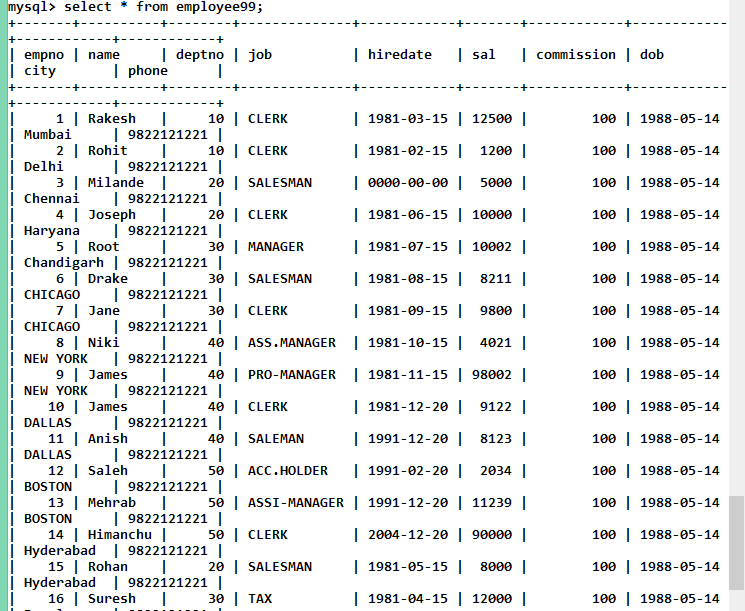 mysql> select * from employee99;
+-------+----------+--------+--------------+------------+-------+------------+------------
+------------+------------+
| empno | name     | deptno | job          | hiredate   | sal   | commission | dob
| city       | phone      |
+-------+----------+--------+--------------+------------+-------+------------+------------
+------------+------------+
|     1 | Rakesh   |     10 | CLERK        | 1981-03-15 | 12500 |        100 | 1988-05-14
| Mumbai     | 9822121221 |
|     2 | Rohit    |     10 | CLERK        | 1981-02-15 |  1200 |        100 | 1988-05-14
| Delhi      | 9822121221 |
|     3 | Milande  |     20 | SALESMAN     | 0000-00-00 |  5000 |        100 | 1988-05-14
| Chennai    | 9822121221 |
|     4 | Joseph   |     20 | CLERK        | 1981-06-15 | 10000 |        100 | 1988-05-14
| Haryana    | 9822121221 |
|     5 | Root     |     30 | MANAGER      | 1981-07-15 | 10002 |        100 | 1988-05-14
| Chandigarh | 9822121221 |
|     6 | Drake    |     30 | SALESMAN     | 1981-08-15 |  8211 |        100 | 1988-05-14
| CHICAGO    | 9822121221 |
|     7 | Jane     |     30 | CLERK        | 1981-09-15 |  9800 |        100 | 1988-05-14
| CHICAGO    | 9822121221 |
|     8 | Niki     |     40 | ASS.MANAGER  | 1981-10-15 |  4021 |        100 | 1988-05-14
| NEW YORK   | 9822121221 |
|     9 | James    |     40 | PRO-MANAGER  | 1981-11-15 | 98002 |        100 | 1988-05-14
| NEW YORK   | 9822121221 |
|    10 | James    |     40 | CLERK        | 1981-12-20 |  9122 |        100 | 1988-05-14
| DALLAS     | 9822121221 |
|    11 | Anish    |     40 | SALEMAN      | 1991-12-20 |  8123 |        100 | 1988-05-14
| DALLAS     | 9822121221 |
|    12 | Saleh    |     50 | ACC.HOLDER   | 1991-02-20 |  2034 |        100 | 1988-05-14
| BOSTON     | 9822121221 |
|    13 | Mehrab   |     50 | ASSI-MANAGER | 1991-12-20 | 11239 |        100 | 1988-05-14
| BOSTON     | 9822121221 |
|    14 | Himanchu |     50 | CLERK        | 2004-12-20 | 90000 |        100 | 1988-05-14
| Hyderabad  | 9822121221 |
|    15 | Rohan    |     20 | SALESMAN     | 1981-05-15 |  8000 |        100 | 1988-05-14
| Hyderabad  | 9822121221 |
|    16 | Suresh   |     30 | TAX          | 1981-04-15 | 12000 |        100 | 1988-05-14